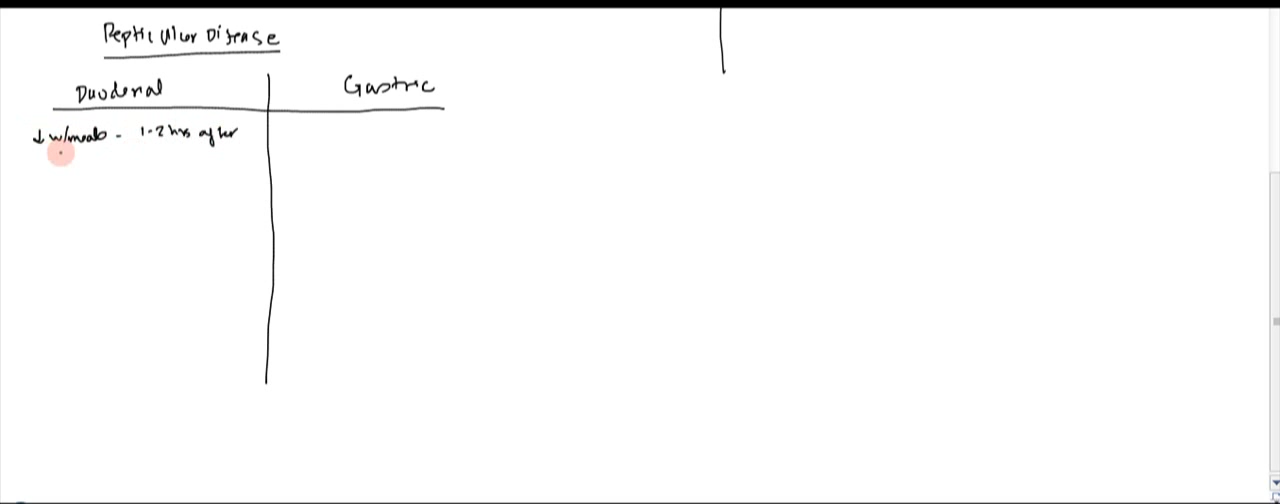 Peptic Ulcer Disease
Duodenal
Gastric
↓ w/meals - 1-2 hrs after